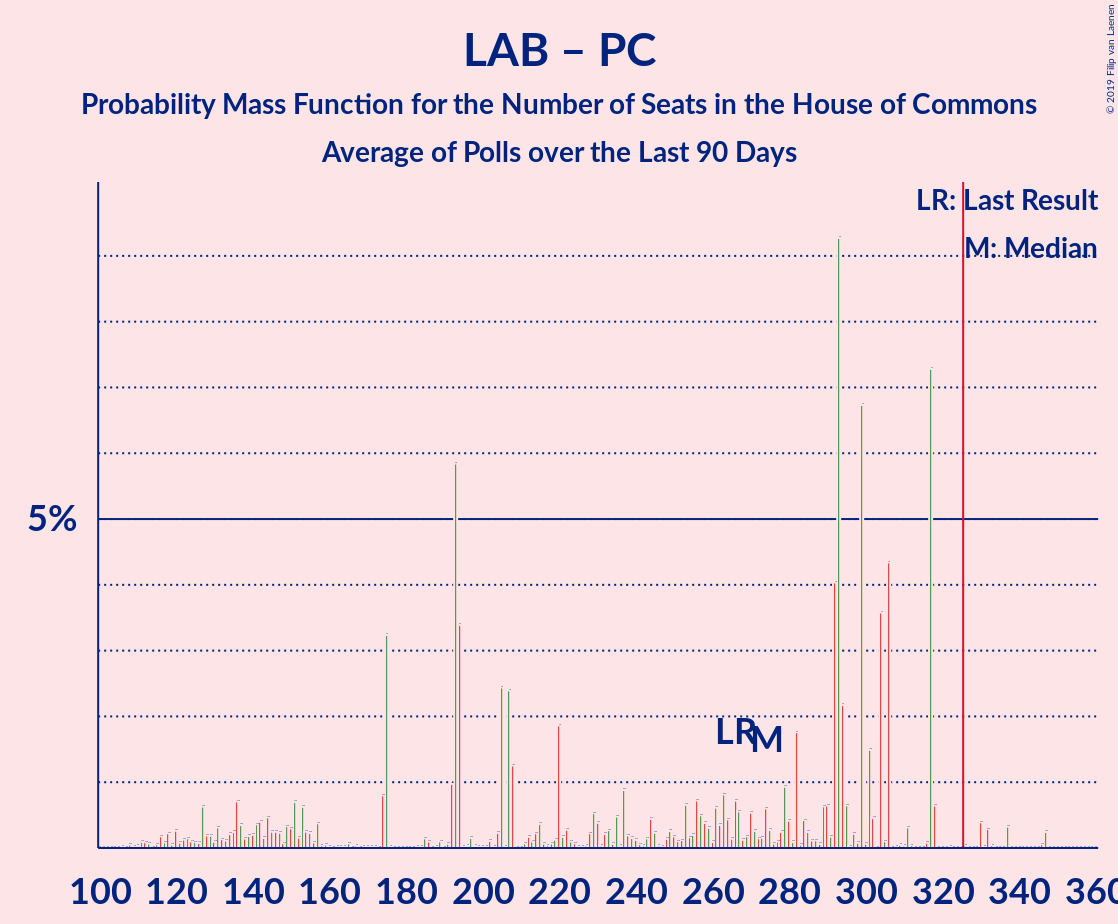 LAB – PC
Probability Mass Function for the Number of Seats in the House of Commons
Average of Polls over the Last 90 Days
© 2019 Filip van Laenen
LR: Last Result
M: Median
5%
LR
M
100 120 140 160 180 200 220 240 260 280 300 320 340 360